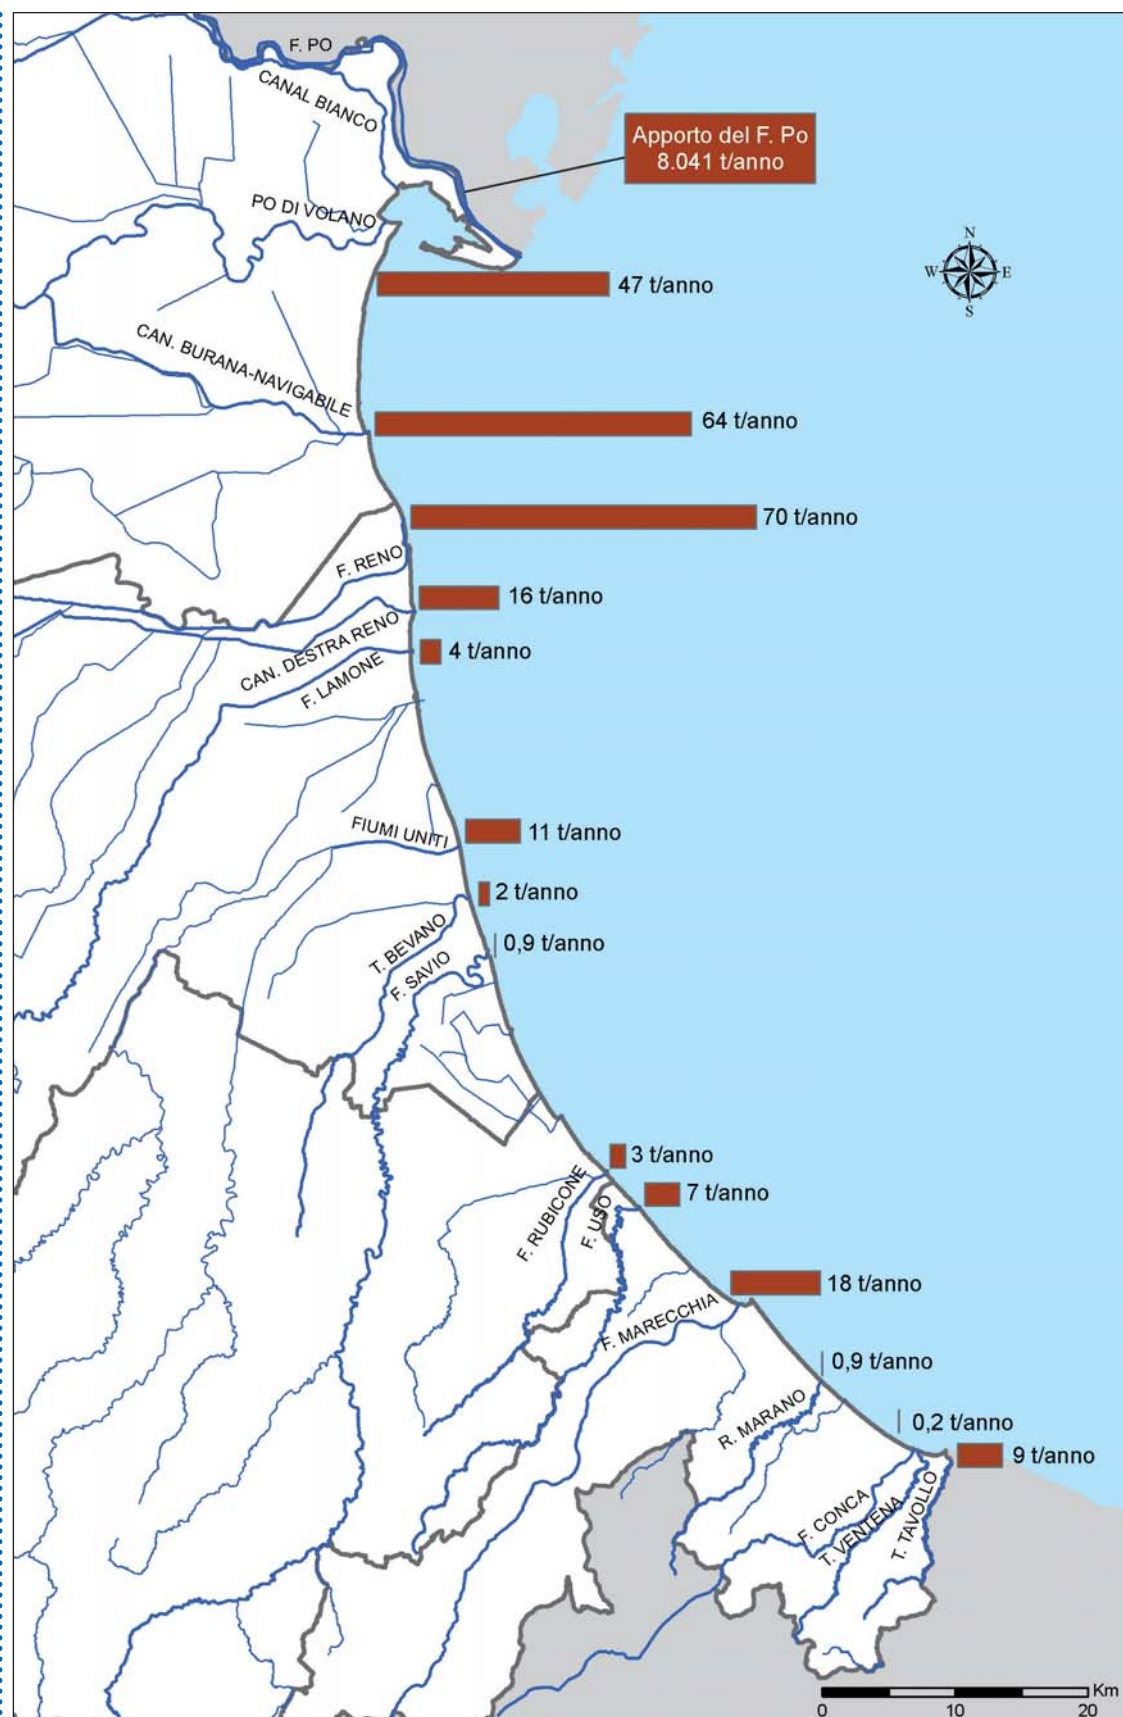 F. PO
CANAL BIANCO
Apporto del F. Po
8.041 t/anno
PO DI VOLANO
N
W
E
S
47 t/anno
CAN. BURANA-NAVIGABILE
64 t/anno
70 t/anno
F. RENO
16 t/anno
CAN. DESTRA RENO
4 t/anno
F. LAMONE
FIUMI UNITI
11 t/anno
2 t/anno
T. BEVANO
0,9 t/anno
F. SAVIO
3 t/anno
7 t/anno
F. RUBICONE
F. USO
18 t/anno
F. MARECCHIA
0,9 t/anno
R. MARANO
0,2 t/anno
9 t/anno
F. CONCA
T. VENTENA
T. TAVOLLO
Km
0 10 20